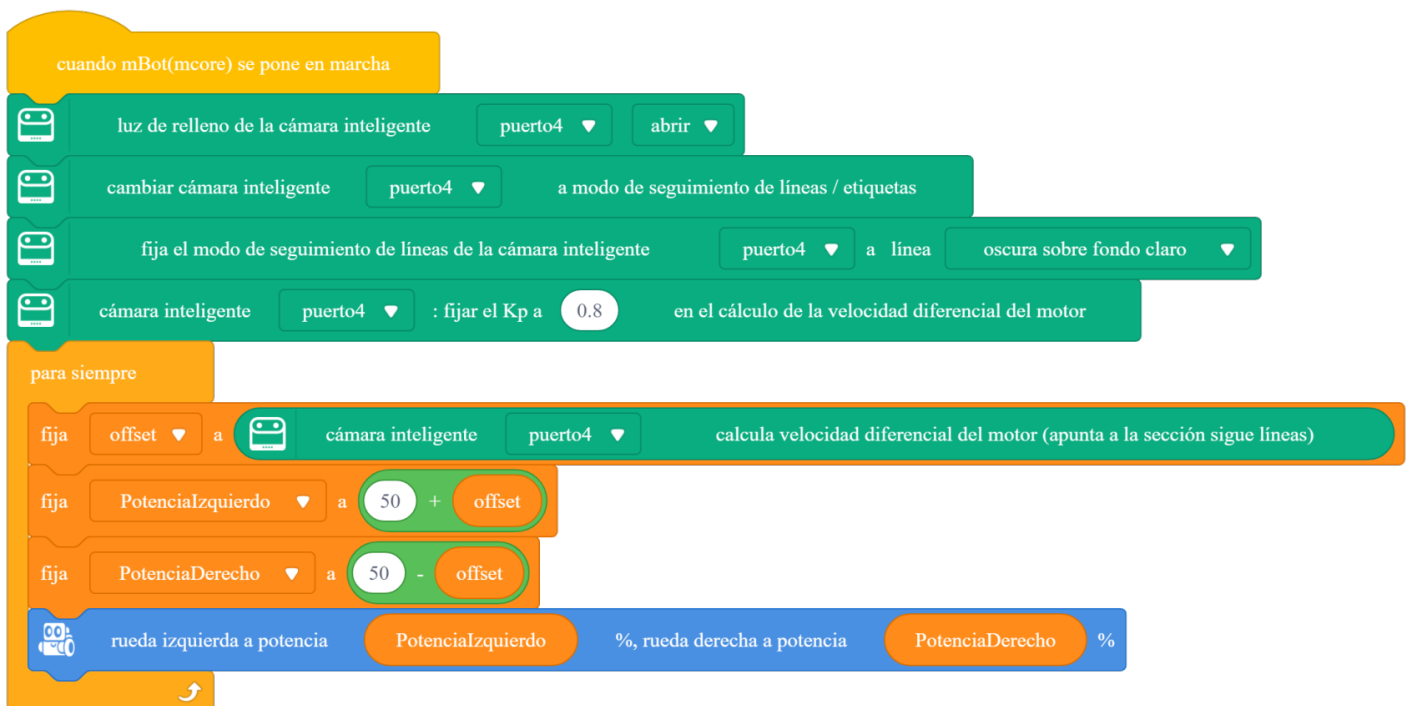 cuando mBot(mcore) se pone en marcha
luz de relleno de la cámara inteligente puerto4 abrir
cambiar cámara inteligente puerto4 a modo de seguimiento de líneas / etiquetas
fija el modo de seguimiento de líneas de la cámara inteligente puerto4 a línea oscura sobre fondo claro
cámara inteligente puerto4 : fijar el Kp a 0.8 en el cálculo de la velocidad diferencial del motor
para siempre
fija offset a cámara inteligente puerto4 calcula velocidad diferencial del motor (apunta a la sección sigue líneas)
fija PotenciaIzquierdo a 50 + offset
fija PotenciaDerecho a 50 - offset
rueda izquierda a potencia PotenciaIzquierdo %, rueda derecha a potencia PotenciaDerecho %